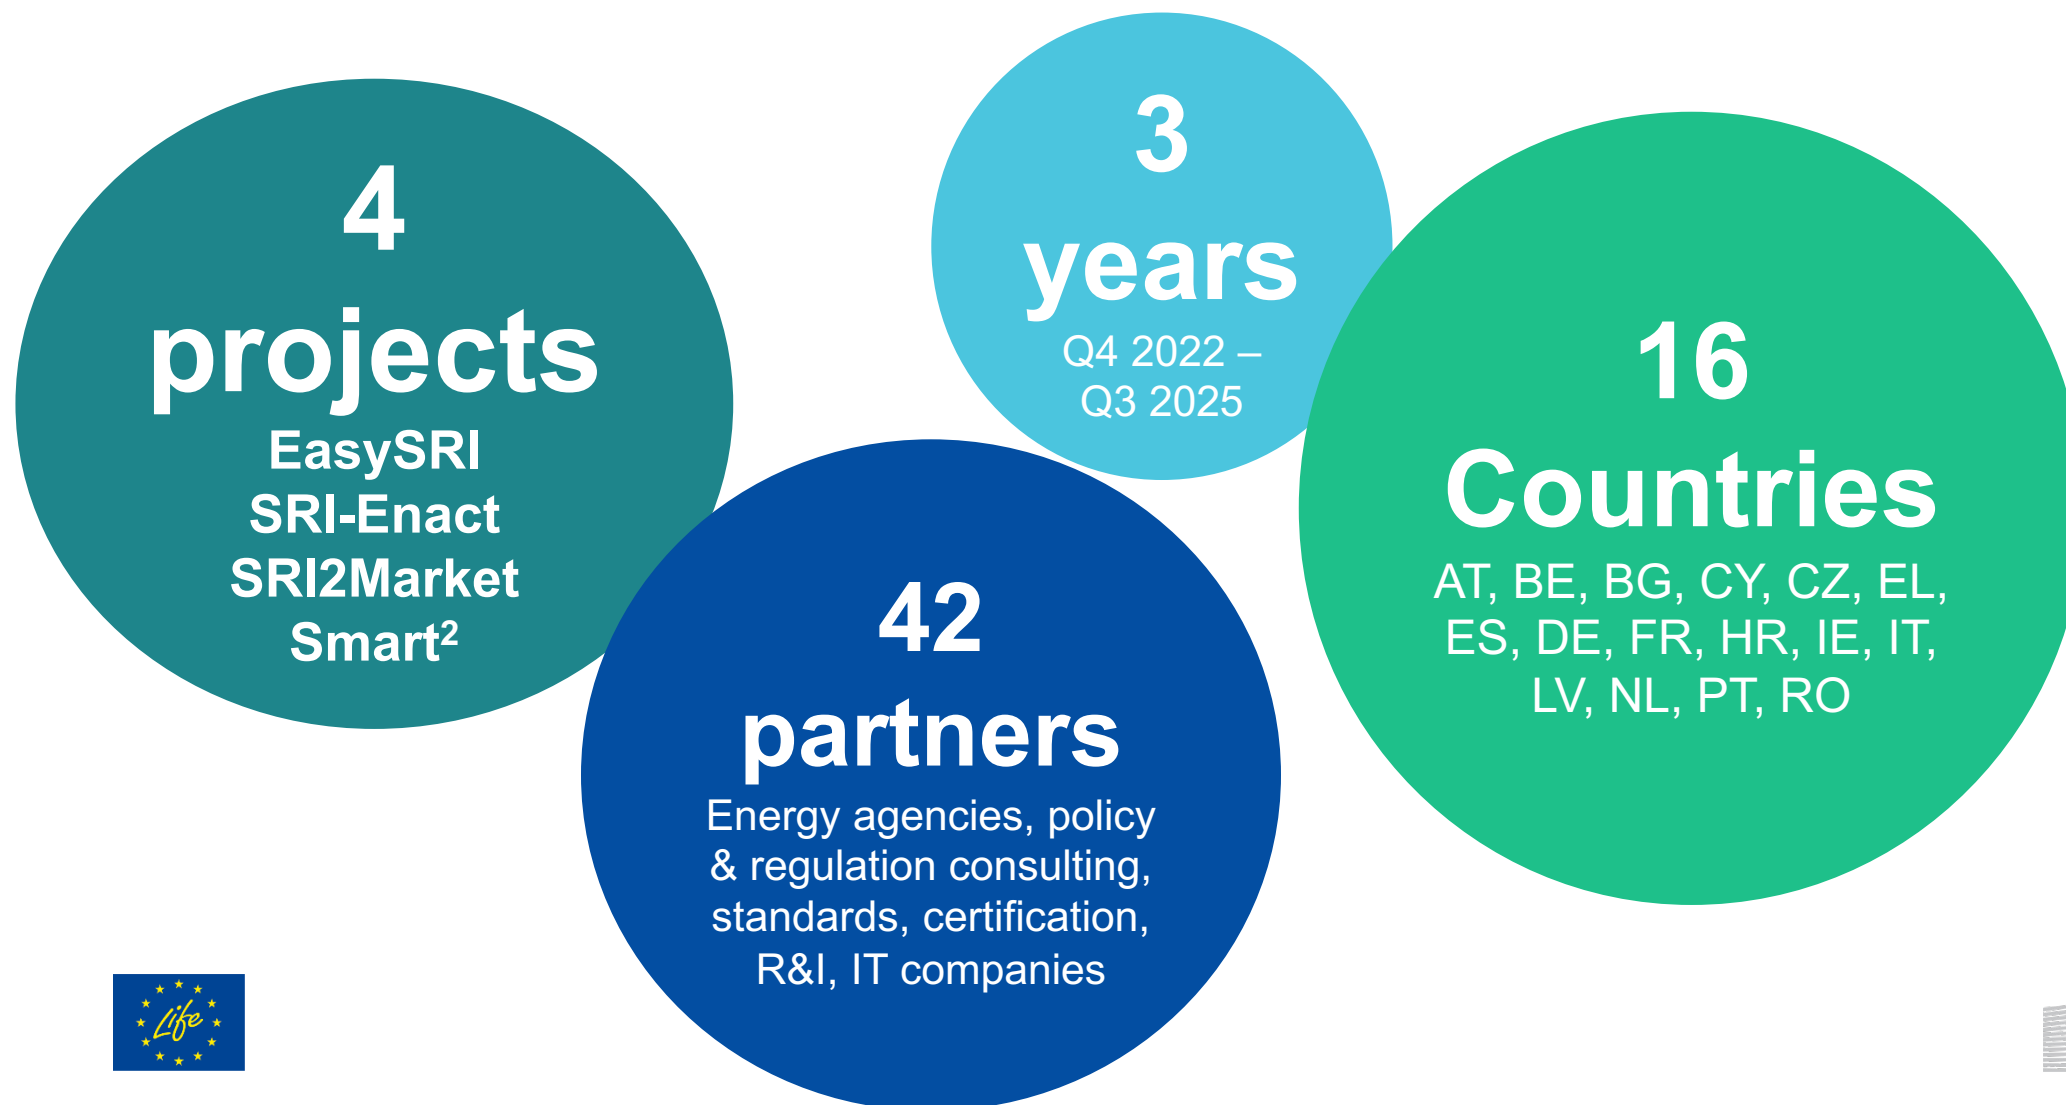 4
projects
EasySRI
SRI-Enact
SRI2Market
Smart²
3
years
Q4 2022 –
Q3 2025
42
partners
Energy agencies, policy
& regulation consulting,
standards, certification,
R&I, IT companies
16
Countries
AT, BE, BG, CY, CZ, EL,
ES, DE, FR, HR, IE, IT,
LV, NL, PT, RO
Life